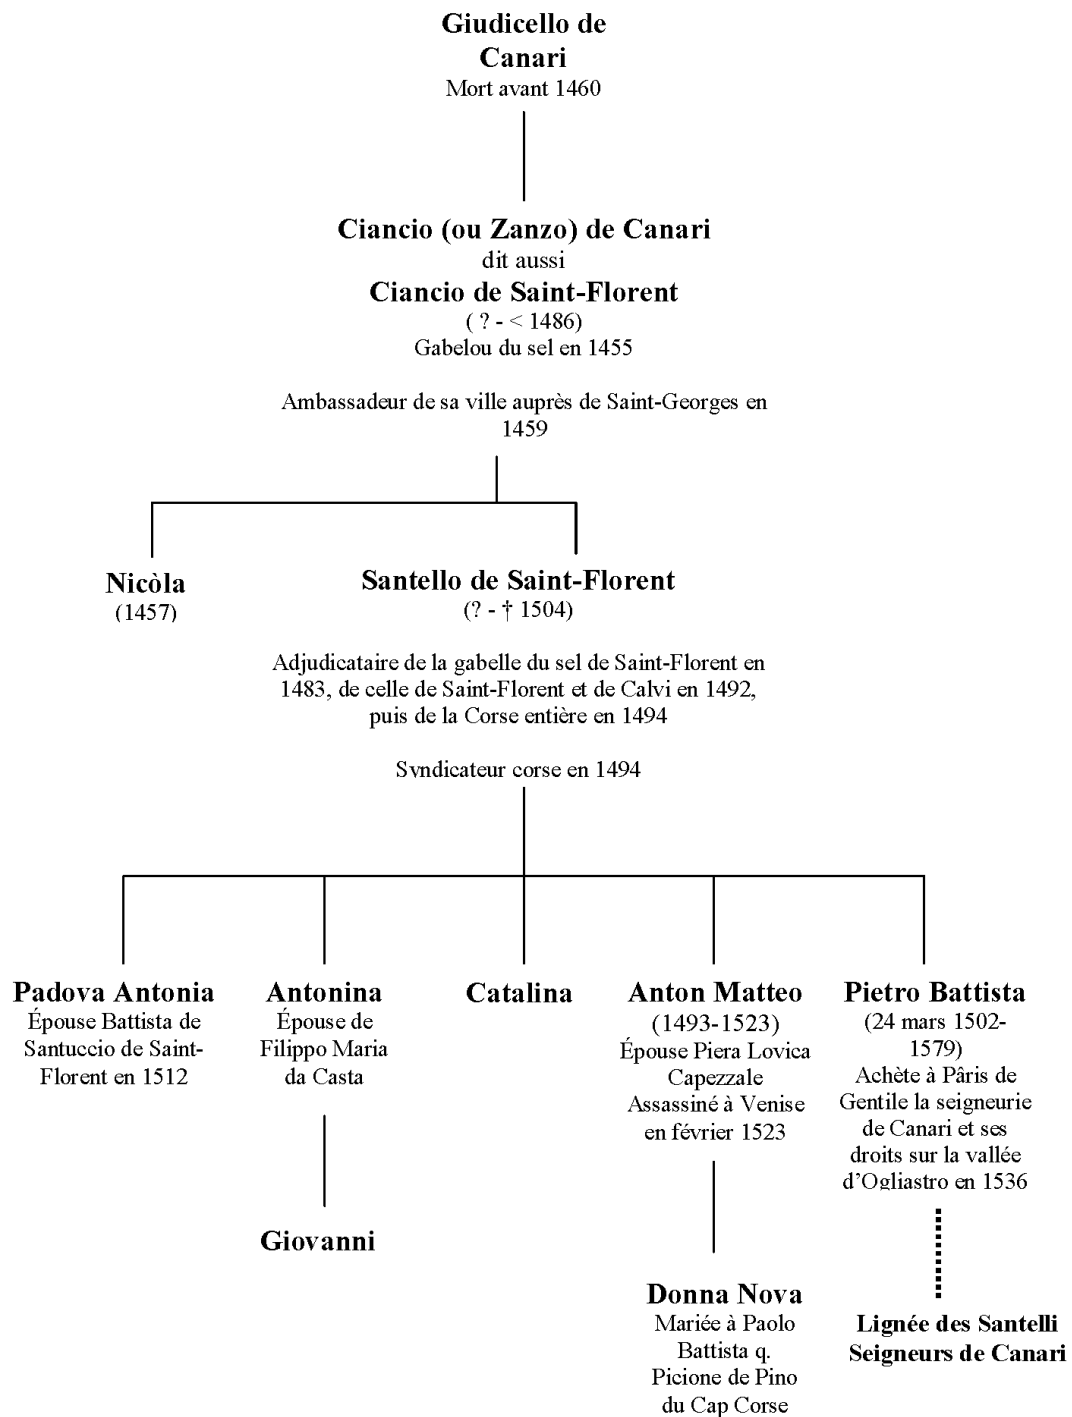 Giudicello de
Canari
Mort avant 1460
Ciancio (ou Zanzo) de Canari
dit aussi
Ciancio de Saint-Florent
( ? - < 1486)
Gabelou du sel en 1455
Ambassadeur de sa ville auprès de Saint-Georges en
1459
Nicòla
(1457)
Santello de Saint-Florent
(? - † 1504)
Adjudicataire de la gabelle du sel de Saint-Florent en
1483, de celle de Saint-Florent et de Calvi en 1492,
puis de la Corse entière en 1494
Syndicateur corse en 1494
Padova Antonia
Épouse Battista de
Santuccio de Saint-
Florent en 1512
Antonina
Épouse de
Filippo Maria
da Casta
Giovanni
Catalina
Anton Matteo
(1493-1523)
Épouse Piera Lovica
Capezzale
Assassiné à Venise
en février 1523
Donna Nova
Mariée à Paolo
Battista q.
Picione de Pino
du Cap Corse
Pietro Battista
(24 mars 1502-
1579)
Achète à Pâris de
Gentile la seigneurie
de Canari et ses
droits sur la vallée
d'Ogliastro en 1536
Lignée des Santelli
Seigneurs de Canari